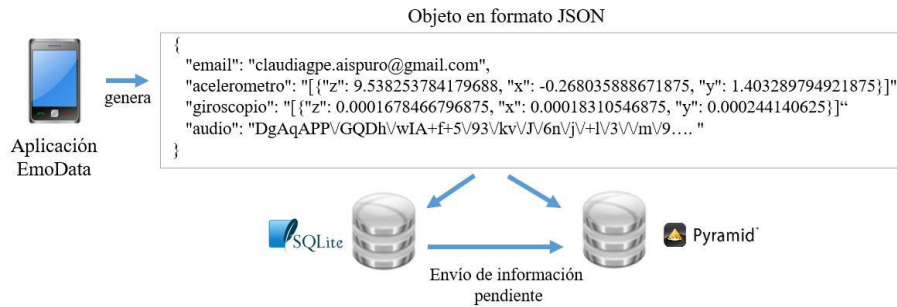 Objeto en formato JSON
{
"email": "claudiagpe.aispuro@gmail.com",
"acelerometro": "[{"z": 9.538253784179688, "x": -0.268035888671875, "y": 1.403289794921875}]"
"giroscopio": "[{"z": 0.0001678466796875, "x": 0.00018310546875, "y": 0.000244140625}]“
"audio": "DgAqAPP\/GQDh\/wIA+f+5\/93\/kv\/J\/6n\/j\/+l\/3\/\/m\/9…. "
}
genera
Aplicación
EmoData
SQLite
Pyramid
Envío de información
pendiente